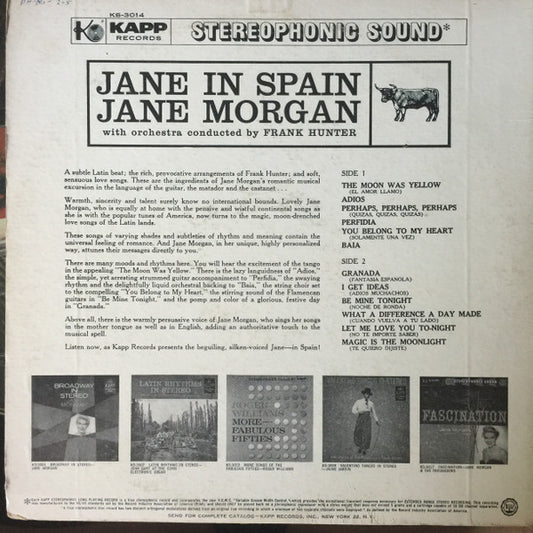 KS-3014
KAPP
RECORDS
STEREOPHONIC SOUND*
JANE IN SPAIN
JANE MORGAN
with orchestra conducted by FRANK HUNTER
A subtle Latin beat; the rich, provocative arrangements of Frank Hunter; and soft,
sensuous love songs. These are the ingredients of Jane Morgan's romantic musical
excursion in the language of the guitar, the matador and the castanet . . .
Warmth, sincerity and talent surely know no international bounds. Lovely Jane
Morgan, who is equally at home with the pensive and wistful continental songs as
she is with the popular tunes of America, now turns to the magic, moon-drenched
love songs of the Latin lands.
These songs of varying shades and subtleties of rhythm and meaning contain the
universal feeling of romance. And Jane Morgan, in her unique, highly personalized
way, attunes their messages directly to you."
There are many moods and rhythms here. You will hear the excitement of the tango
in the appealing "The Moon Was Yellow." There is the lazy languidness of "Adios,"
the simple, yet arresting strummed guitar accompaniment to "Perfidia," the swaying
rhythm and the delightfully liquid orchestral backing to "Baia," the string choir set
to the compelling "You Belong to My Heart," the stirring sound of the Flamencan
guitars in "Be Mine Tonight," and the pomp and color of a glorious, festive day
in "Granada."
Above all, there is the warmly persuasive voice of Jane Morgan, who sings her songs
in the mother tongue as well as in English, adding an authoritative touch to the
musical spell.
Listen now, as Kapp Records presents the beguiling, silken-voiced Jane—in Spain!
SIDE 1
THE MOON WAS YELLOW
(EL AMOR LLAMO)
ADIOS
PERHAPS, PERHAPS, PERHAPS
(QUIZAS, QUIZAS, QUIZAS)
PERFIDIA
YOU BELONG TO MY HEART
(SOLAMENTE UNA VEZ)
BAIA
SIDE 2
GRANADA
(FANTASIA ESPANOLA)
I GET IDEAS
(ADIOS MUCHACHOS)
BE MINE TONIGHT
(NOCHE DE RONDA)
WHAT A DIFFERENCE A DAY MADE
(CUANDO VUELVA A TU LADO)
LET ME LOVE YOU TO-NIGHT
(NO TE IMPORTE SABER)
MAGIC IS THE MOONLIGHT
(TE QUIERO DIJISTE)
BROADWAY
IN STEREO
LATIN RHYTHMS
IN STEREO
ROGER
WILLIAMS
MORE
FABULOUS
FIFTIES
FASCINATION
SEND FOR COMPLETE CATALOG—KAPP RECORDS, INC., NEW YORK 22, N.Y.